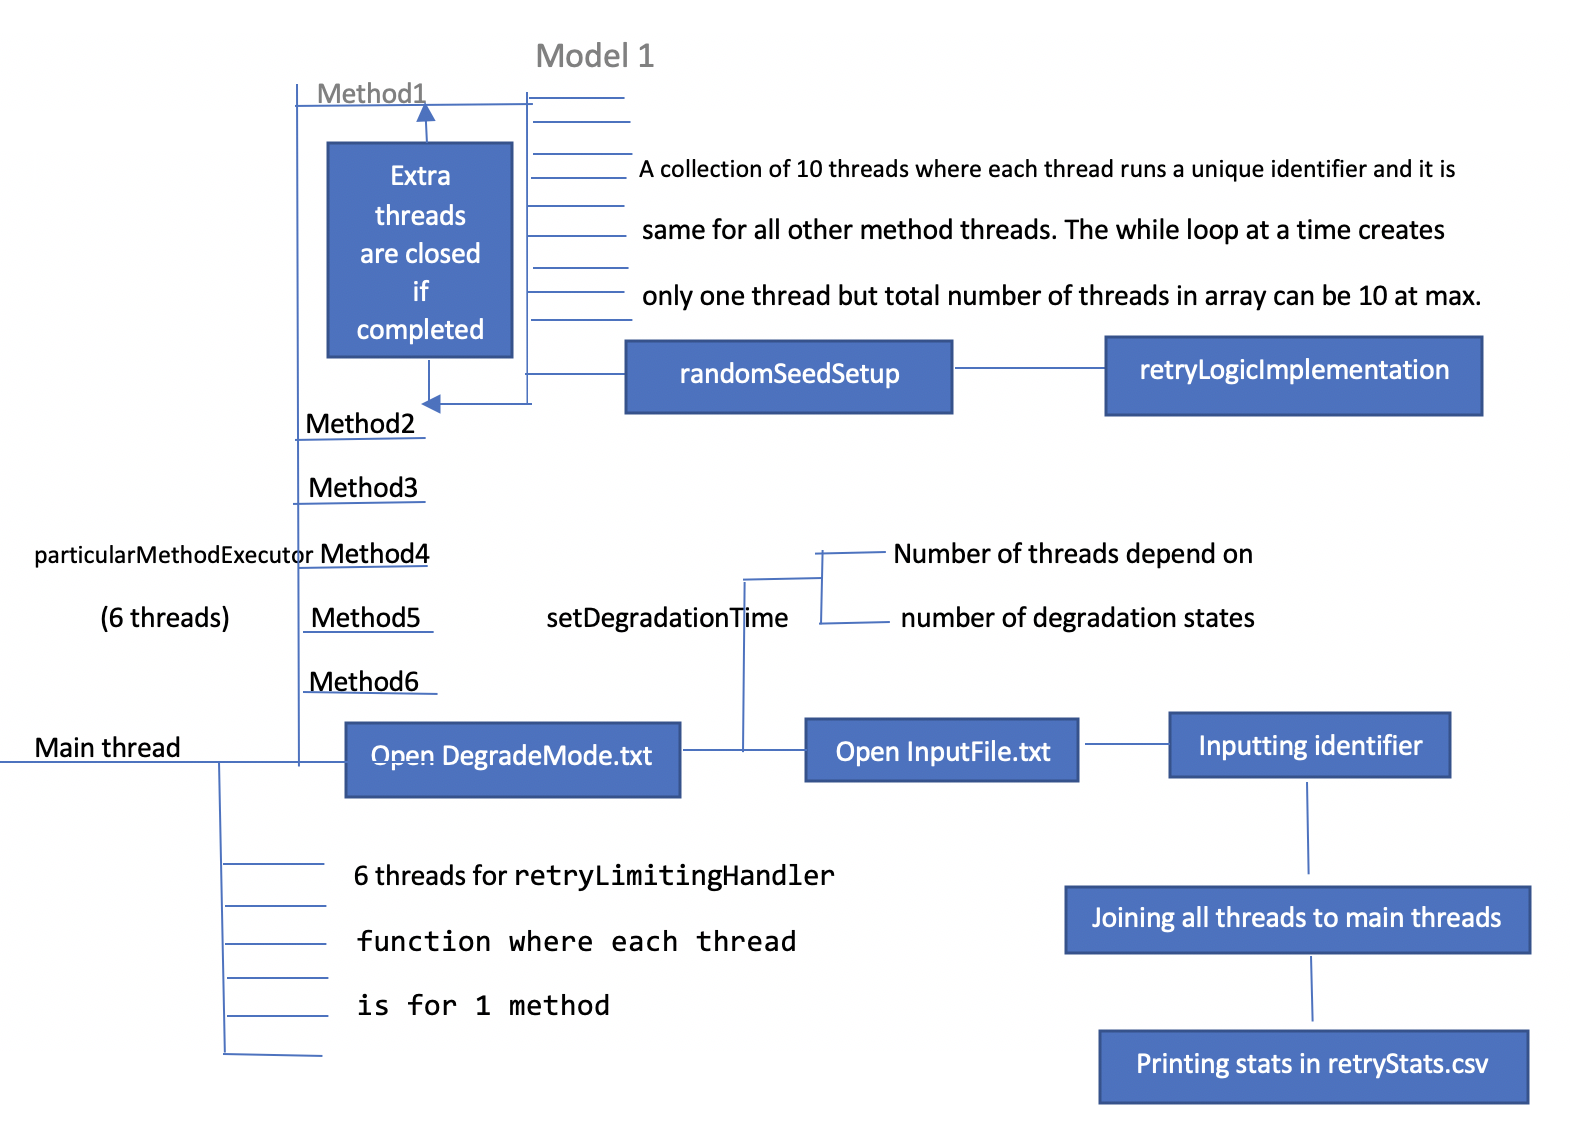 Model 1
Method1
Extra
threads
are closed
if
completed
A collection of 10 threads where each thread runs a unique identifier and it is
same for all other method threads. The while loop at a time creates
only one thread but total number of threads in array can be 10 at max.
randomSeedSetup
retryLogicImplementation
Method2
Method3
particularMethodExecutor Method4
(6 threads)
Method5
Method6
setDegradationTime
Number of threads depend on
number of degradation states
Main thread
Open DegradeMode.txt
Open InputFile.txt
Inputting identifier
6 threads for retryLimitingHandler
function where each thread
is for 1 method
Joining all threads to main threads
Printing stats in retryStats.csv